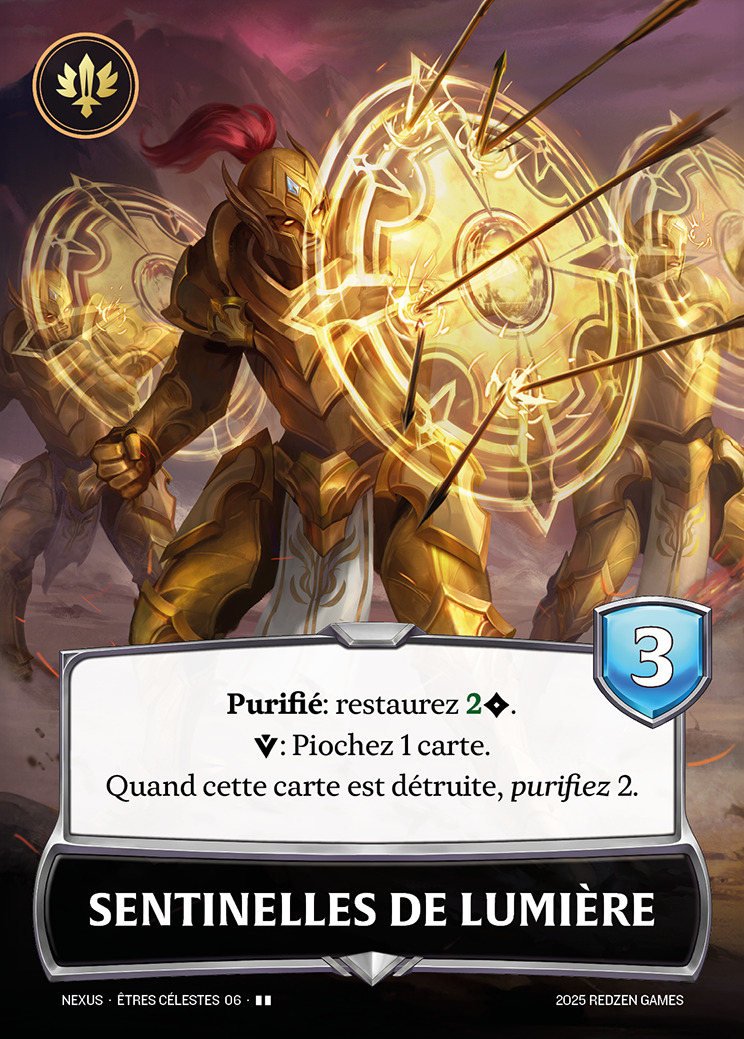 3
Purifié: restaurez 2.
: Piochez 1 carte.
Quand cette carte est détruite, purifiez 2.
SENTINELLES DE LUMIÈRE
NEXUS · ÊTRES CÉLESTES 06 ·
2025 REDZEN GAMES